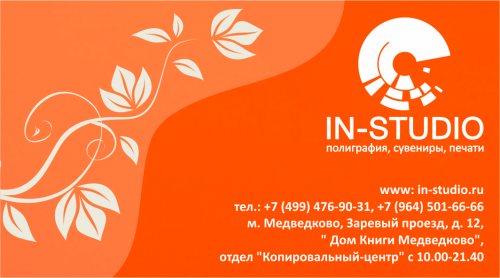 IN-STUDIO
полиграфия, сувениры, печати
www: in-studio.ru
тел.: +7 (499) 476-90-31, +7 (964) 501-66-66
м. Медведково, Заревый проезд, д. 12,
" Дом Книги Медведково",
отдел "Копировальный-центр" с 10.00-21.40